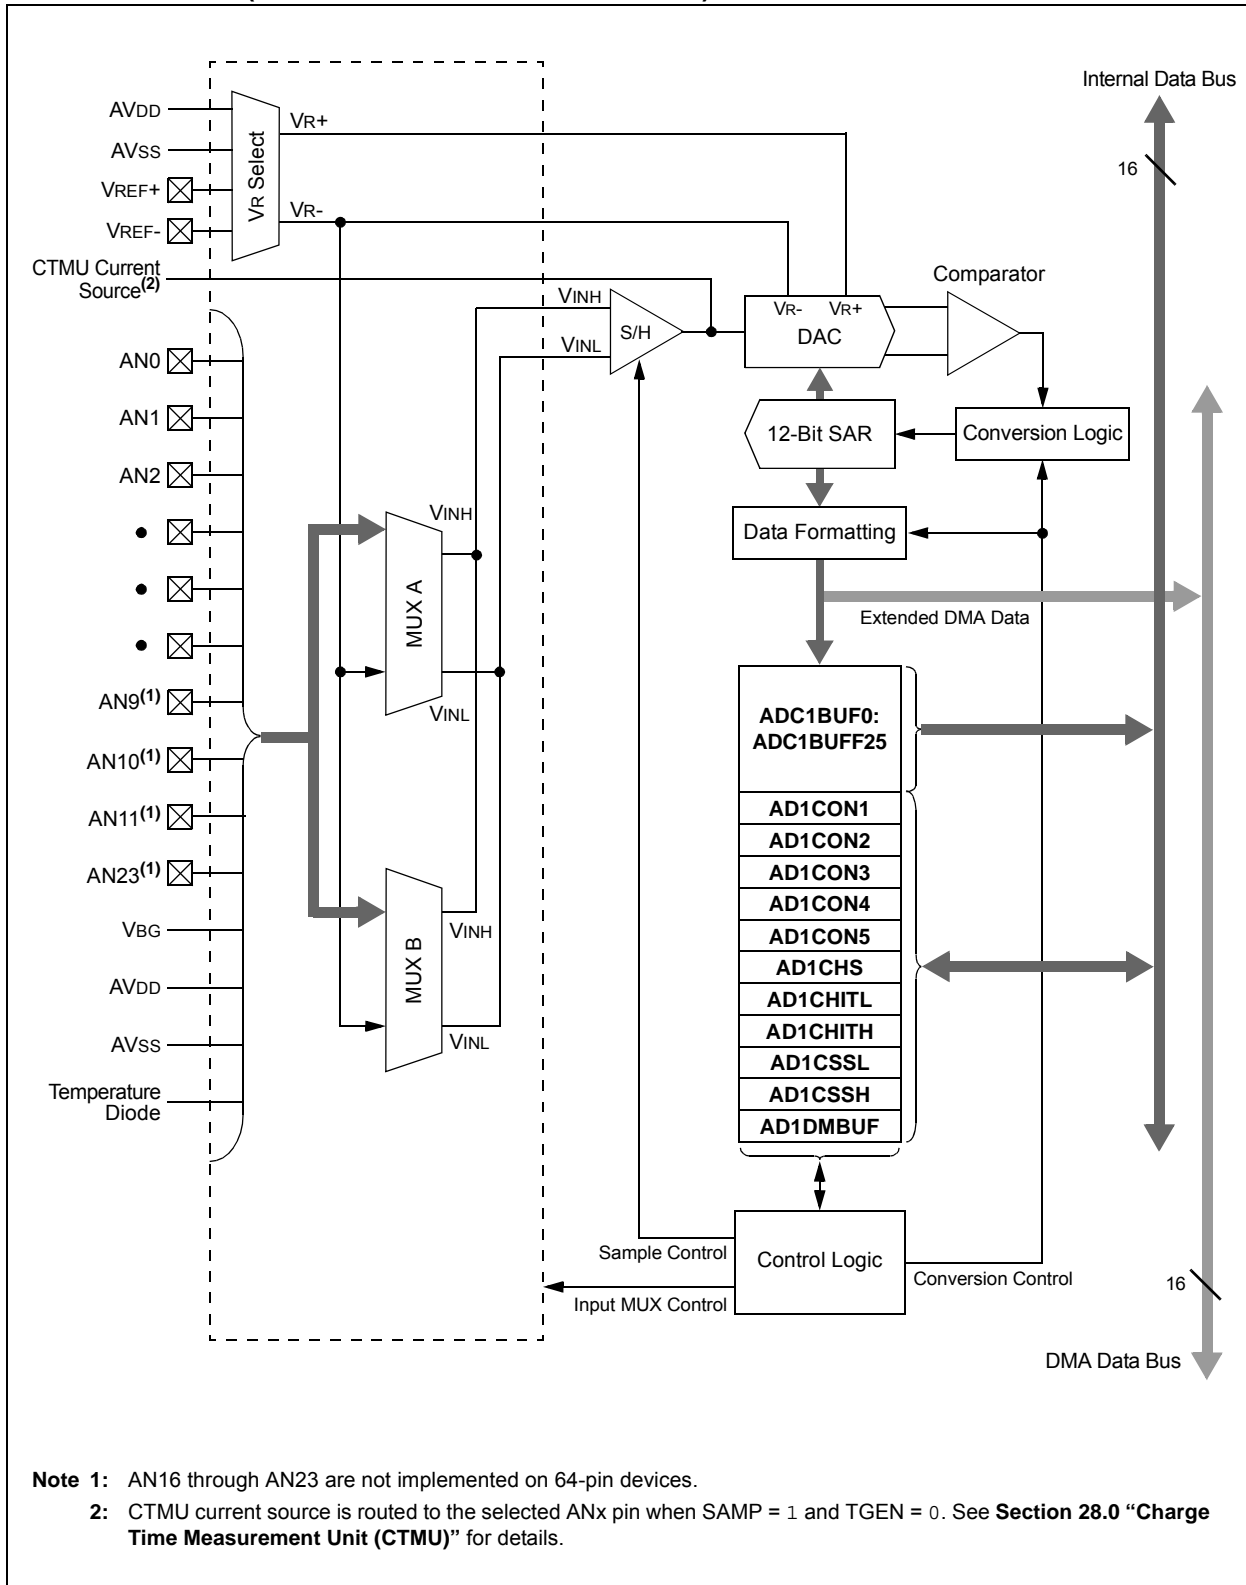 Internal Data Bus
AVDD
AVSS
VREF+
VREF-
VR Select
VR+
VR-
16
CTMU Current
Source(2)
Comparator
VINH
VINL
S/H
VR- VR+
DAC
AN0
AN1
AN2
12-Bit SAR
Conversion Logic
VINH
MUX A
VINL
Data Formatting
Extended DMA Data
AN9(1)
AN10(1)
AN11(1)
AN23(1)
VBG
AVDD
AVSS
Temperature
Diode
MUX B
VINH
VINL
ADC1BUF0:
ADC1BUFF25
AD1CON1
AD1CON2
AD1CON3
AD1CON4
AD1CON5
AD1CHS
AD1CHITL
AD1CHITH
AD1CSSL
AD1CSSH
AD1DMBUF
Sample Control
Control Logic
Conversion Control
Input MUX Control
16
DMA Data Bus
Note 1: AN16 through AN23 are not implemented on 64-pin devices.
2: CTMU current source is routed to the selected ANx pin when SAMP = 1 and TGEN = 0. See Section 28.0 “Charge
Time Measurement Unit (CTMU)” for details.